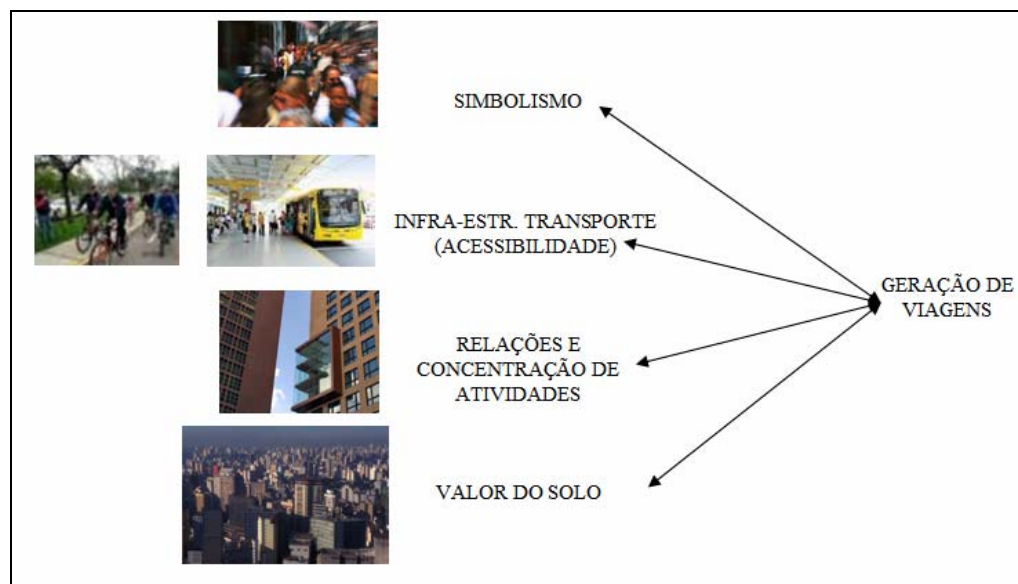 SIMBOLISMO
INFRA-ESTR. TRANSPORTE
(ACESSIBILIDADE)
GERAÇÃO DE
VIAGENS
RELAÇÕES E
CONCENTRAÇÃO DE
ATIVIDADES
VALOR DO SOLO